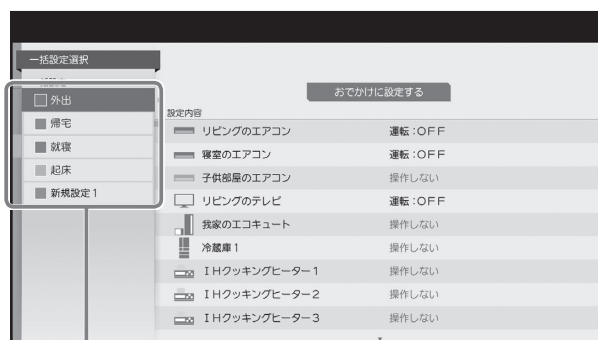 一括設定選択
外出
帰宅
就寝
起床
新規設定1
おでかけに設定する
設定内容
リビングのエアコン 運転:OFF
寝室のエアコン 運転:OFF
子供部屋のエアコン 操作しない
リビングのテレビ 運転:OFF
我家のエコキュート 操作しない
冷蔵庫1 操作しない
IHクッキングヒーター1 操作しない
IHクッキングヒーター2 操作しない
IHクッキングヒーター3 操作しない